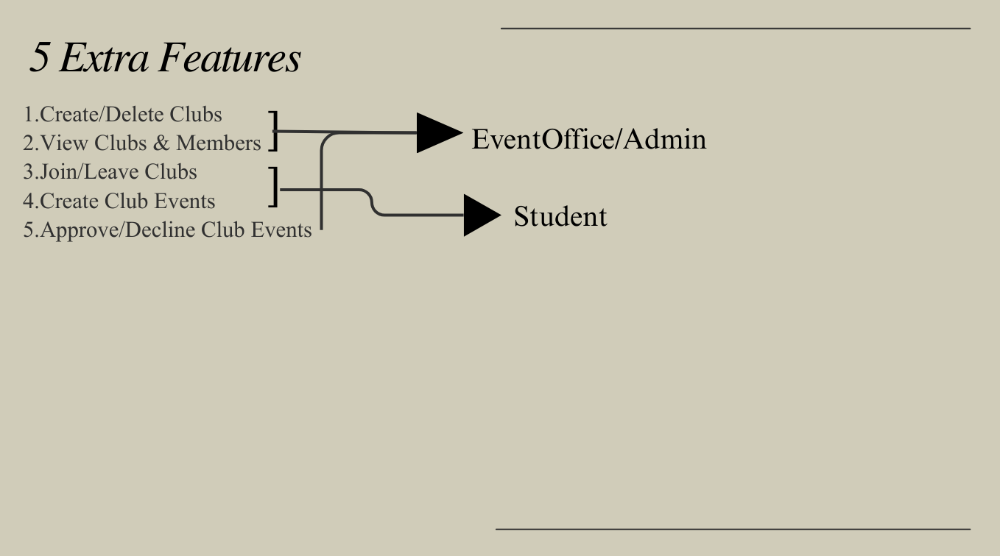 5 Extra Features
1.Create/Delete Clubs
2.View Clubs & Members
3.Join/Leave Clubs
4.Create Club Events
5.Approve/Decline Club Events
EventOffice/Admin
Student